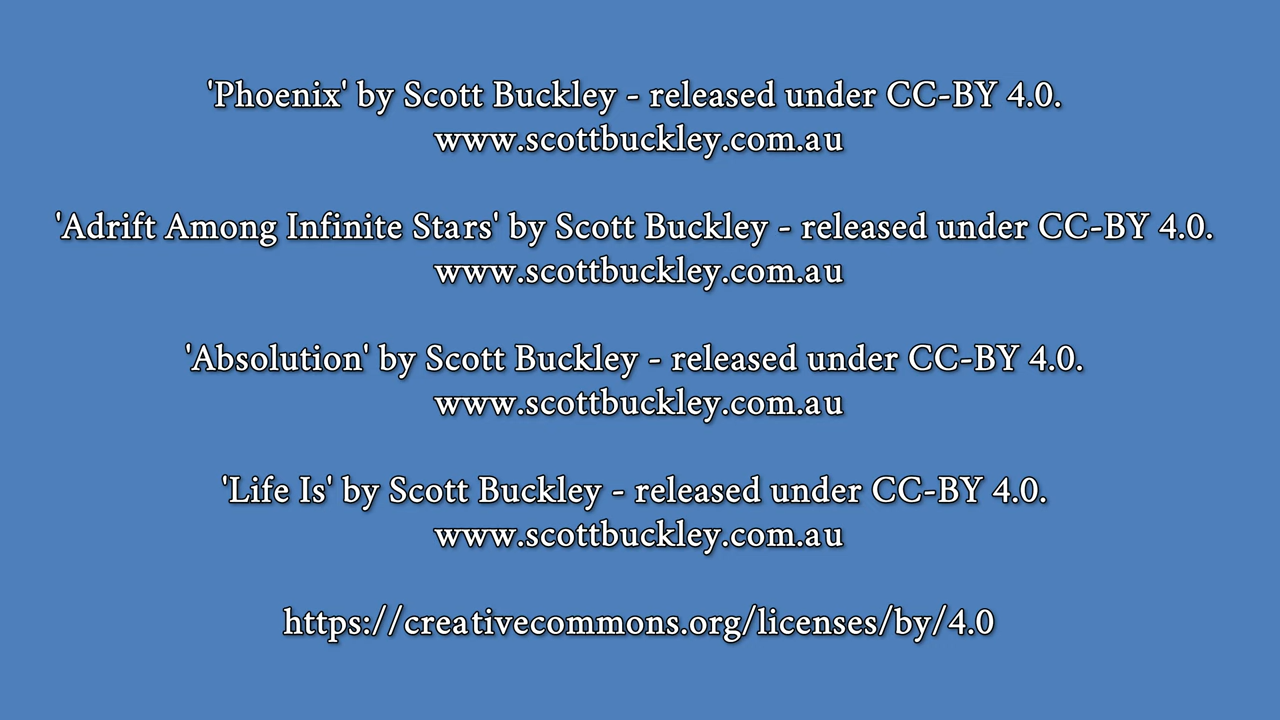 'Phoenix' by Scott Buckley - released under CC-BY 4.0.
www.scottbuckley.com.au
'Adrift Among Infinite Stars' by Scott Buckley - released under CC-BY 4.0.
www.scottbuckley.com.au
'Absolution' by Scott Buckley - released under CC-BY 4.0.
www.scottbuckley.com.au
'Life Is' by Scott Buckley - released under CC-BY 4.0.
www.scottbuckley.com.au
https://creativecommons.org/licenses/by/4.0